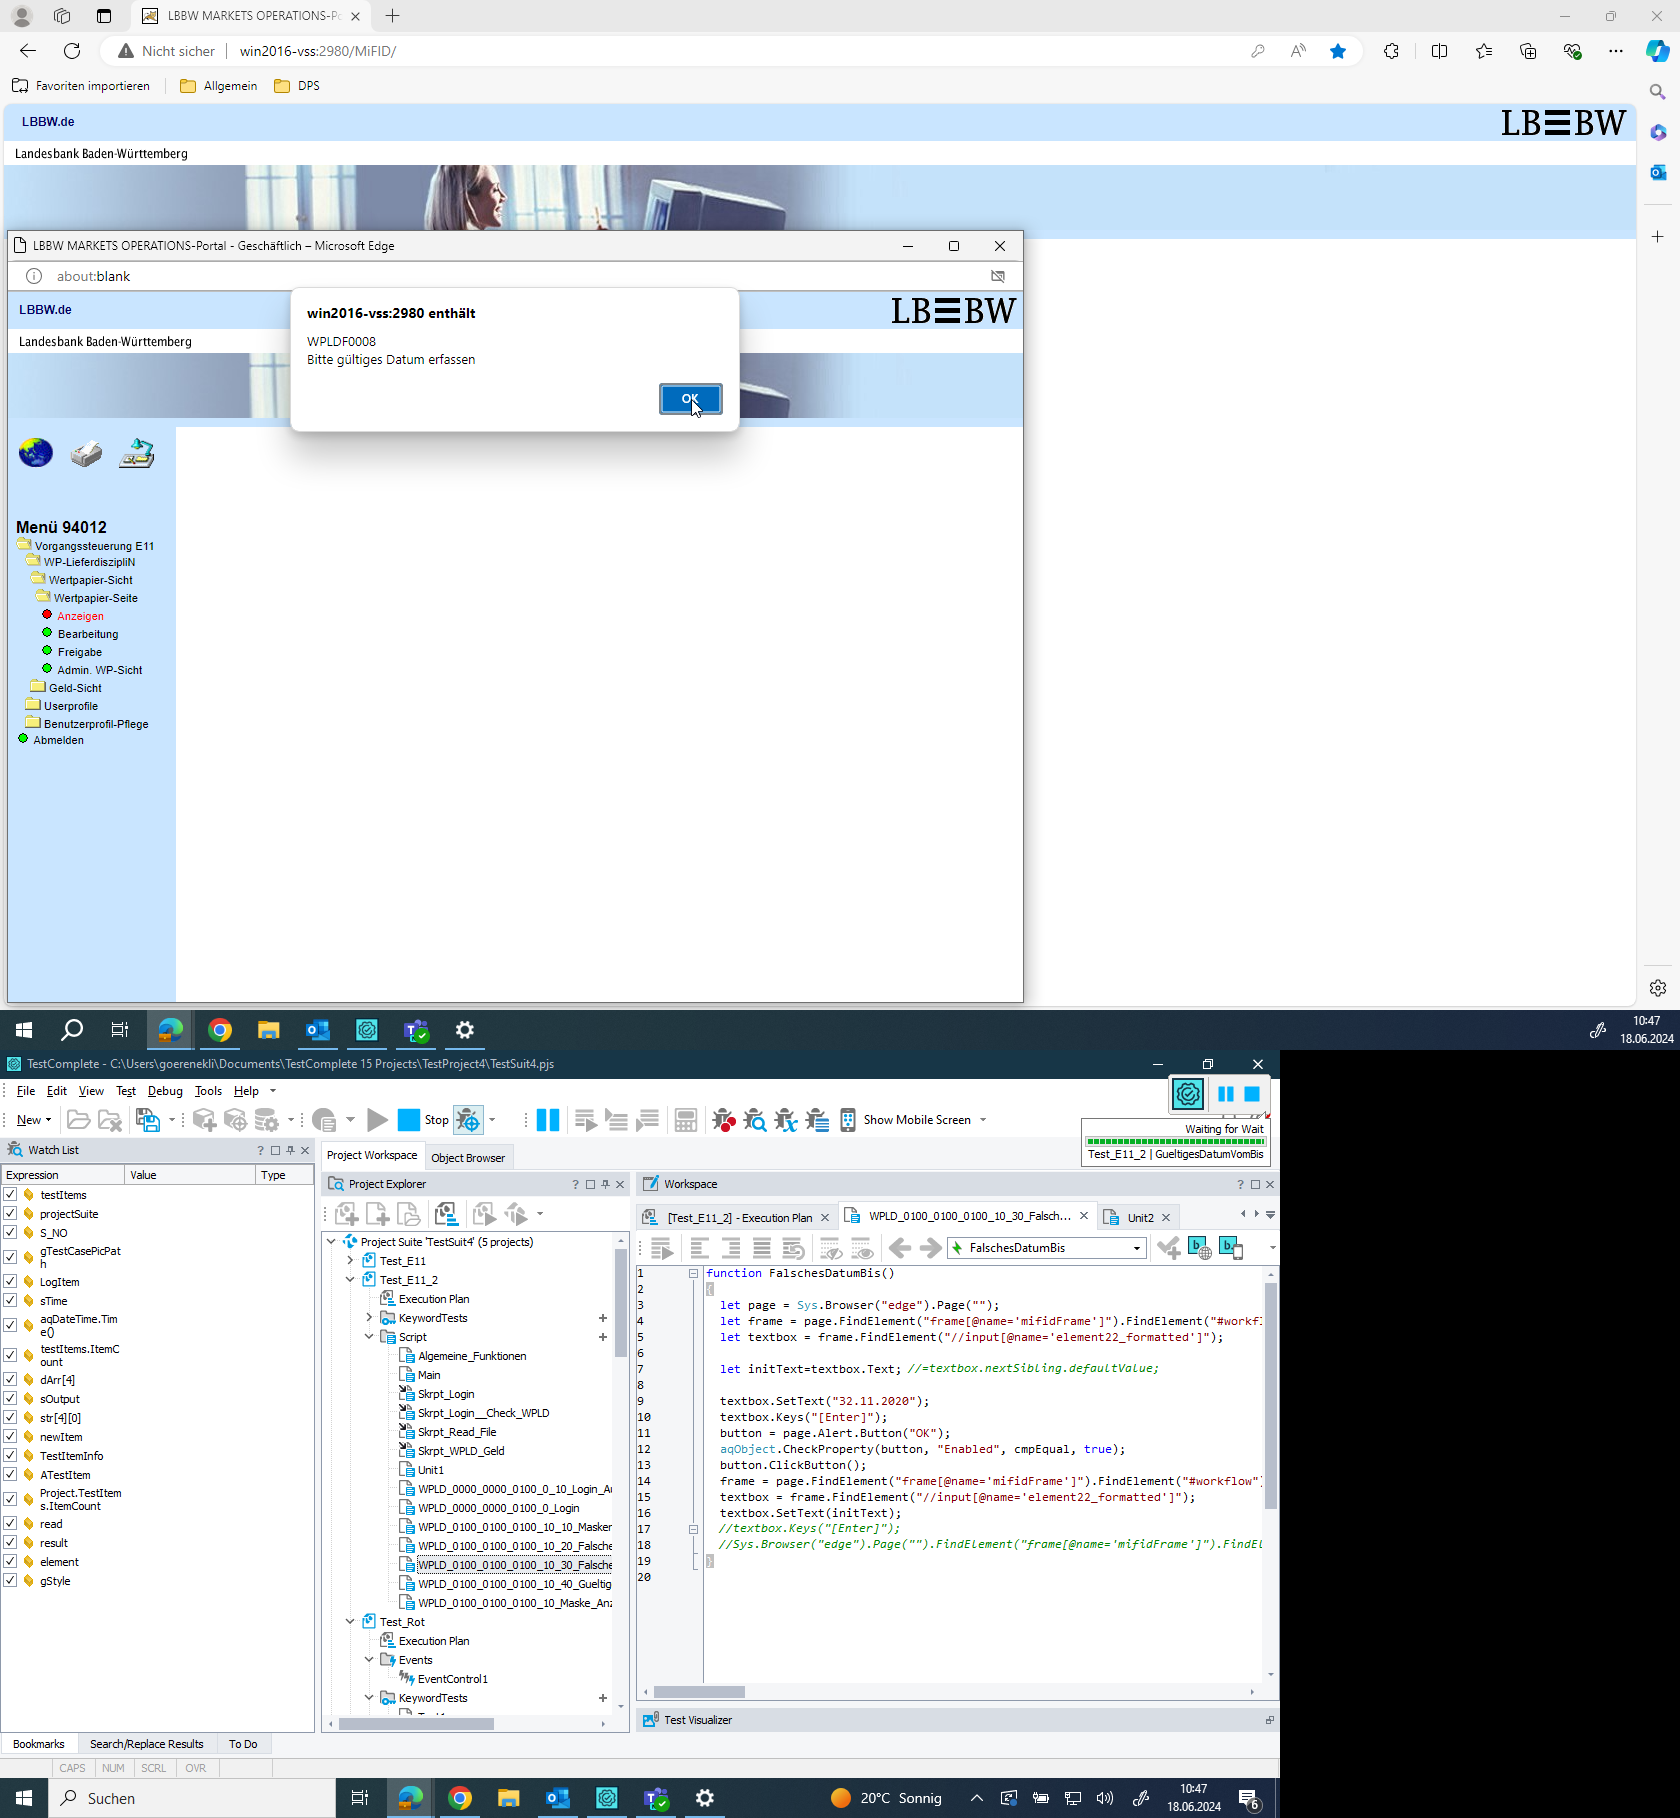 LBBW MARKETS OPERATIONS-Po
Nicht sicher
win2016-vss:2980/MiFID/
Favoriten importieren
Allgemein
DPS
LBBW.de
LBBW
Landesbank Baden-Württemberg
LBBW MARKETS OPERATIONS-Portal - Geschäftlich – Microsoft Edge
about:blank
LBBW.de
LBBW
Landesbank Baden-Württemberg
win2016-vss:2980 enthält
WPLDF0008
Bitte gültiges Datum erfassen
OK
Menü 94012
Vorgangssteuerung E11
WP-LieferdiszipliN
Wertpapier-Sicht
Wertpapier-Seite
Anzeigen
Bearbeitung
Freigabe
Admin. WP-Sicht
Geld-Sicht
Userprofile
Benutzerprofil-Pflege
Abmelden
10:47
18.06.2024
TestComplete - C:\Users\goerenekli\Documents\TestComplete 15 Projects\TestProject4\TestSuit4.pjs
File Edit View Test Debug Tools Help
New
Stop
Show Mobile Screen
Waiting for Wait
Test_E11_2 | GueltigesDatumVomBis
Watch List
Expression Value Type
testItems
projectSuite
S_NO
gTestCasePicPat
h
LogItem
sTime
aqDateTime.Tim
e()
testItems.ItemC
ount
dArr[4]
sOutput
str[4][0]
newItem
TestItemInfo
ATestItem
Project.TestItem
s.ItemCount
read
result
element
gStyle
Bookmarks
Search/Replace Results
To Do
Project Workspace
Object Browser
Project Explorer
Project Suite 'TestSuit4' (5 projects)
Test_E11
Test_E11_2
Execution Plan
KeywordTests
Script
Algemeine_Funktionen
Main
Skrpt_Login
Skrpt_Login__Check_WPLD
Skrpt_Read_File
Skrpt_WPLD_Geld
Unit1
WPLD_0000_0000_0100_0_10_Login_Au
WPLD_0000_0000_0100_0_Login
WPLD_0100_0100_0100_10_10_Masker
WPLD_0100_0100_0100_10_20_Falsche
WPLD_0100_0100_0100_10_30_Falsche
WPLD_0100_0100_0100_10_40_Gueltig
WPLD_0100_0100_0100_10_Maske_Anz
Test_Rot
Execution Plan
Events
EventControl1
KeywordTests
Workspace
[Test_E11_2] - Execution Plan
WPLD_0100_0100_0100_10_30_Falsch...
Unit2
FalschesDatumBis
1 function FalschesDatumBis()
2 {
3 let page = Sys.Browser("edge").Page("");
4 let frame = page.FindElement("frame[@name='mifidFrame']").FindElement("#workfl
5 let textbox = frame.FindElement("//input[@name='element22_formatted']");
6
7 let initText=textbox.Text; //=textbox.nextSibling.defaultValue;
8
9 textbox.SetText("32.11.2020");
10 textbox.Keys("[Enter]");
11 button = page.Alert.Button("OK");
12 aqObject.CheckProperty(button, "Enabled", cmpEqual, true);
13 button.ClickButton();
14 frame = page.FindElement("frame[@name='mifidFrame']").FindElement("#workflow")
15 textbox = frame.FindElement("//input[@name='element22_formatted']");
16 textbox.SetText(initText);
17 //textbox.Keys("[Enter]");
18 //Sys.Browser("edge").Page("").FindElement("frame[@name='mifidFrame']").FindEl
19 }
20
Test Visualizer
CAPS NUM SCRL OVR
Suchen
20°C Sonnig
10:47
18.06.2024
6